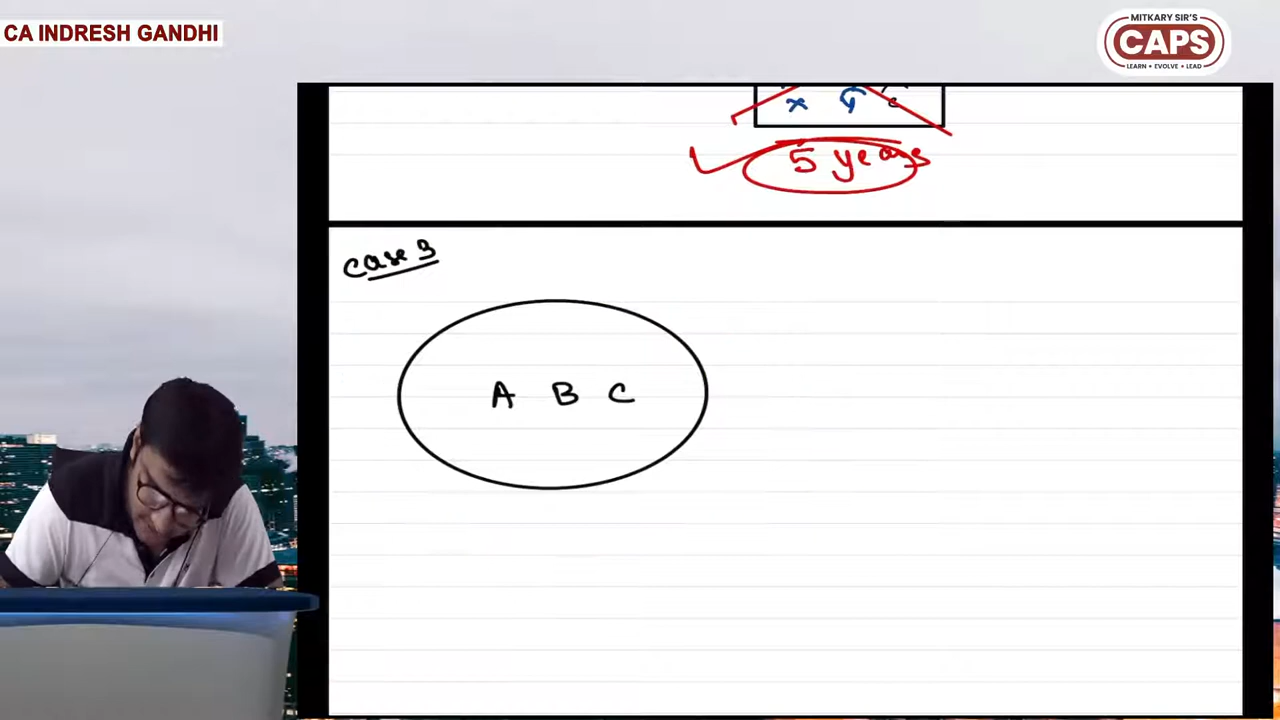 CA INDRESH GANDHI
MITKARY SIR'S
CAPS
LEARN • EVOLVE • LEAD
5 years
Case 3
A B C